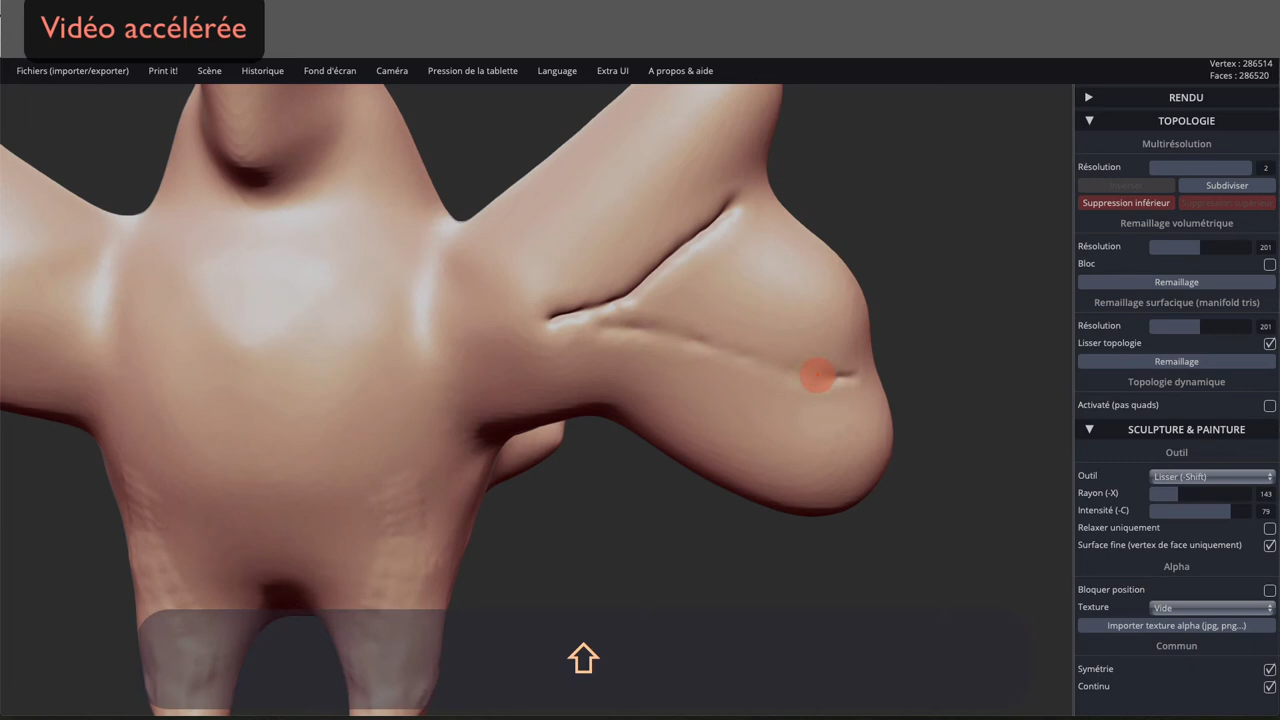 Vidéo accélérée
Fichiers (importer/exporter) Print it! Scène Historique Fond d'écran Caméra Pression de la tablette Language Extra UI A propos & aide
Vertex : 286514
Faces : 286520
RENDU
TOPOLOGIE
Multirésolution
Résolution 2
Subdiviser
Suppression inférieur Suppression supérieur
Remaillage volumétrique
Résolution 201
Bloc
Remaillage
Remaillage surfacique (manifold tris)
Résolution 201
Lisser topologie
Remaillage
Topologie dynamique
Activaté (pas quads)
SCULPTURE & PAINTURE
Outil
Outil Lisser (-Shift)
Rayon (-X) 143
Intensité (-C) 79
Relaxer uniquement
Surface fine (vertex de face uniquement)
Alpha
Bloquer position
Texture Vide
Importer texture alpha (jpg, png...)
Commun
Symétrie
Continu